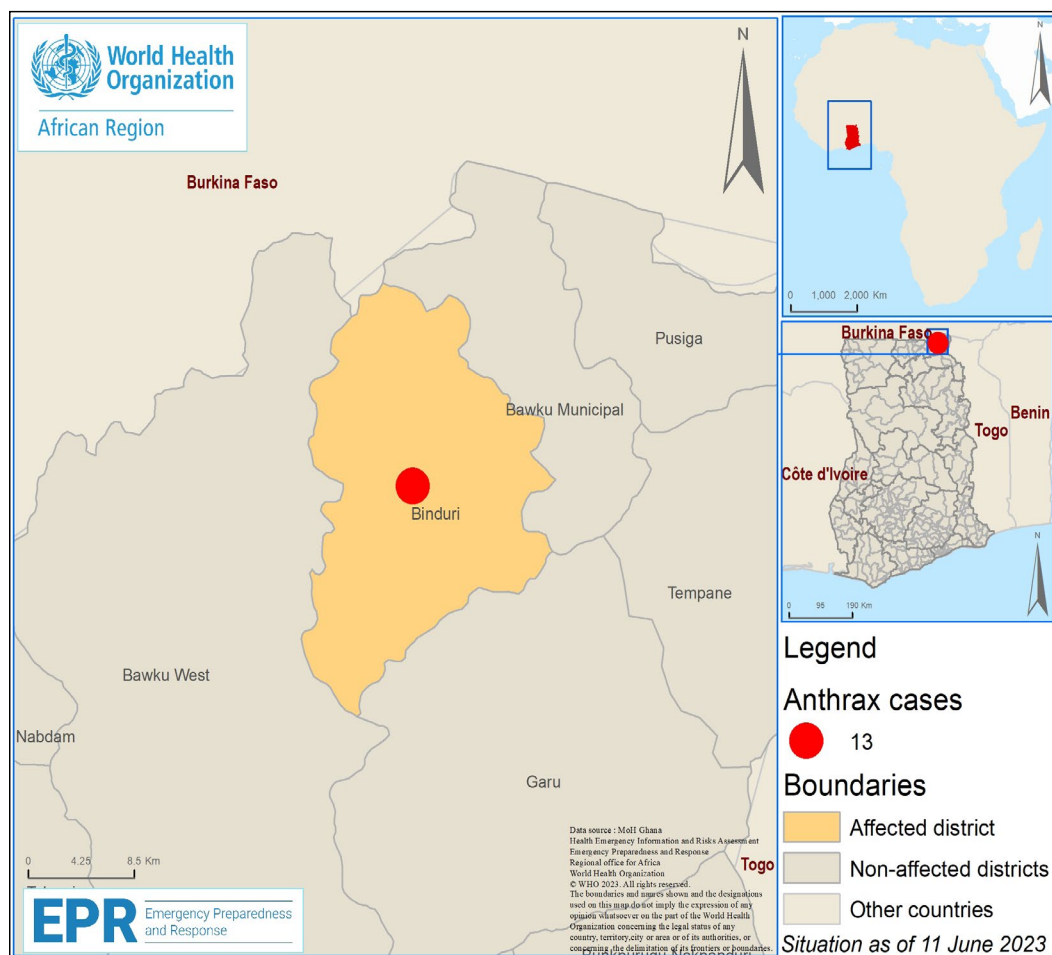 World Health
Organization
African Region
N
Burkina Faso
Pusiga
Bawku Municipal
Binduri
Tempane
Bawku West
Nabdam
Garu
Togo
0 4.25 8.5 Km
EPR Emergency Preparedness
and Response
Data source : MoH Ghana
Health Emergency Information and Risks Assessment
Emergency Preparedness and Response
Regional office for Africa
World Health Organization
© WHO 2023. All rights reserved.
The boundaries and names shown and the designations
used on this map do not imply the expression of any
opinion whatsoever on the part of the World Health
Organization concerning the legal status of any
country, territory,city or area or of its authorities, or
concerning the delimitation of its frontiers or boundaries.
N
0 1,000 2,000 Km
Burkina Faso
Benin
Togo
Côte d'Ivoire
N
0 95 190 Km
Legend
Anthrax cases
13
Boundaries
Affected district
Non-affected districts
Other countries
Situation as of 11 June 2023